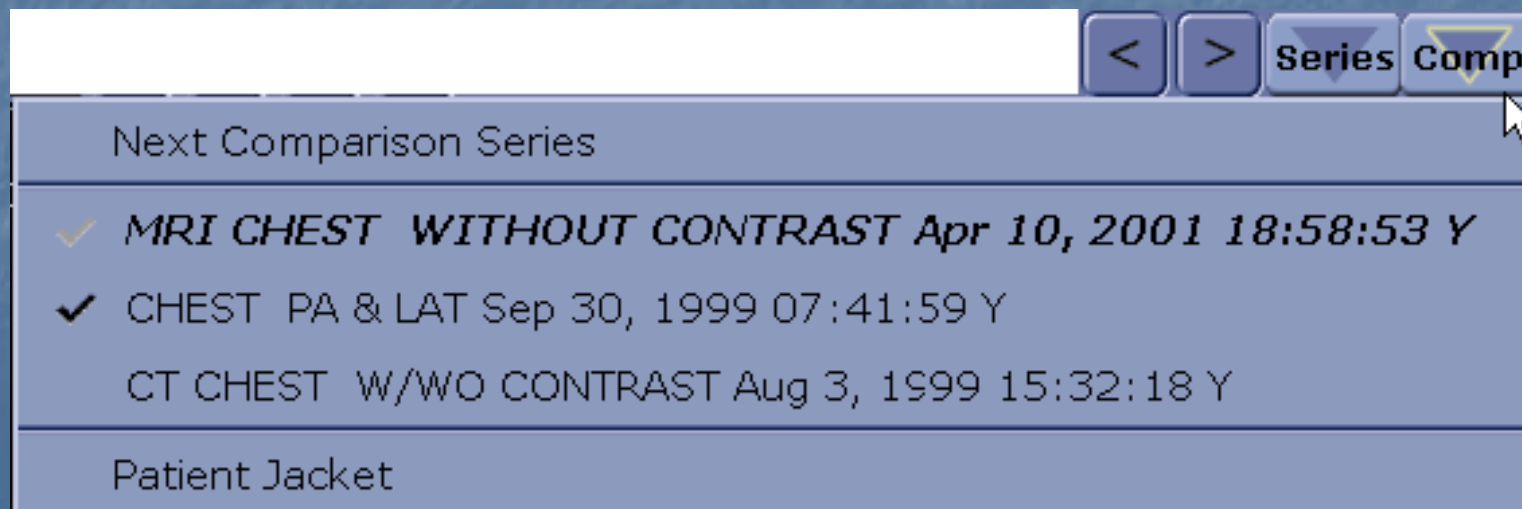 < > Series Comp
Next Comparison Series
MRI CHEST WITHOUT CONTRAST Apr 10, 2001 18:58:53 Y
CHEST PA & LAT Sep 30, 1999 07:41:59 Y
CT CHEST W/WO CONTRAST Aug 3, 1999 15:32:18 Y
Patient Jacket